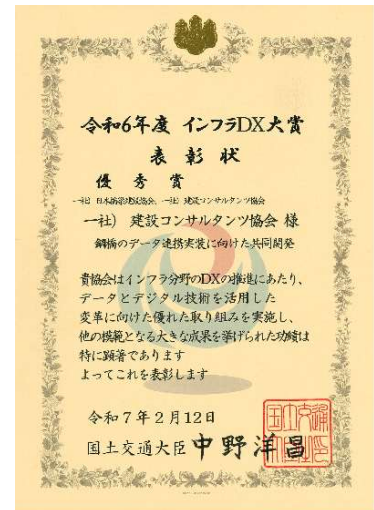 令和6年度 インフラDX大賞
表彰状
優秀賞
一社)日本橋梁建設協会、一社)建設コンサルタンツ協会
一社) 建設コンサルタンツ協会 様
鋼橋のデータ連携実装に向けた共同開発
貴協会はインフラ分野のDXの推進にあたり、
データとデジタル技術を活用した
変革に向けた優れた取り組みを実施し、
他の模範となる大きな成果を挙げられた功績は
特に顕著であります
よってこれを表彰します
令和7年2月12日
国土交通大臣 中野洋昌